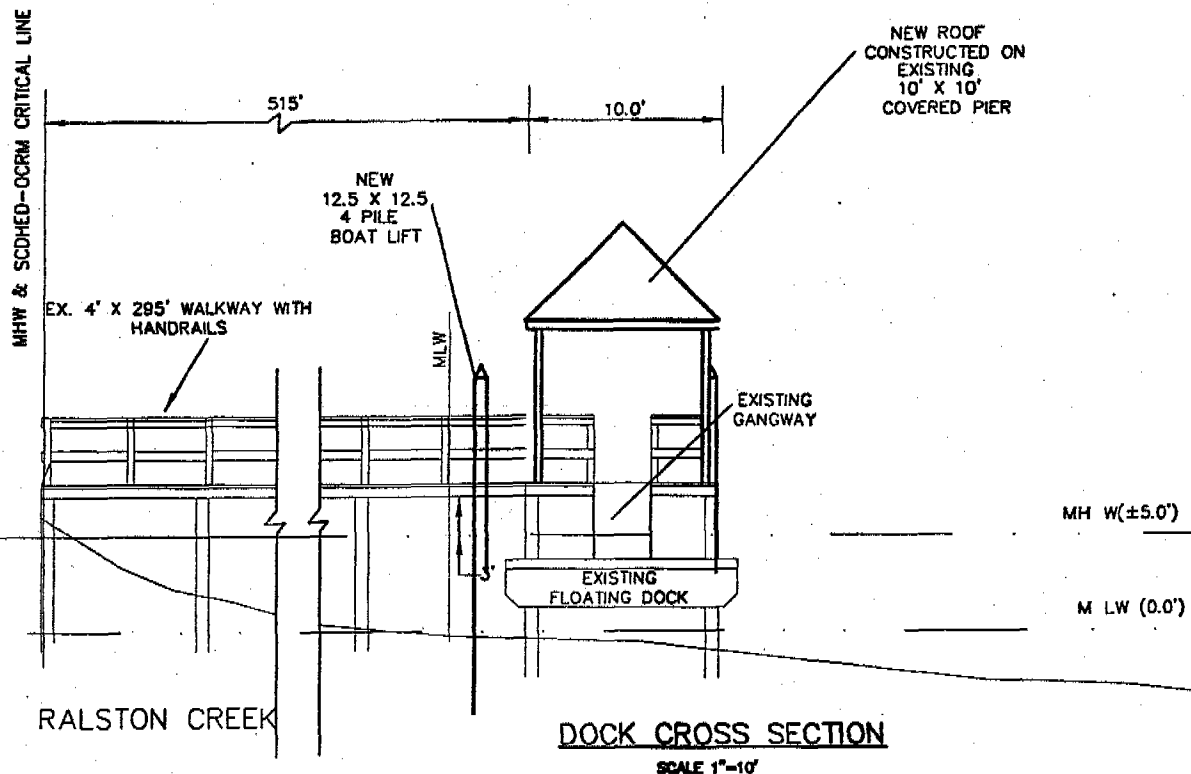 MHW & SCDHED-OCRM CRITICAL LINE
NEW ROOF
CONSTRUCTED ON
EXISTING
10' X 10'
COVERED PIER
515'
10.0'
NEW
12.5 X 12.5
4 PILE
BOAT LIFT
EX. 4' X 295' WALKWAY WITH
HANDRAILS
MLW
EXISTING
GANGWAY
MH W(±5.0')
3'
EXISTING
FLOATING DOCK
M LW (0.0')
RALSTON CREEK
DOCK CROSS SECTION
SCALE 1"=10'